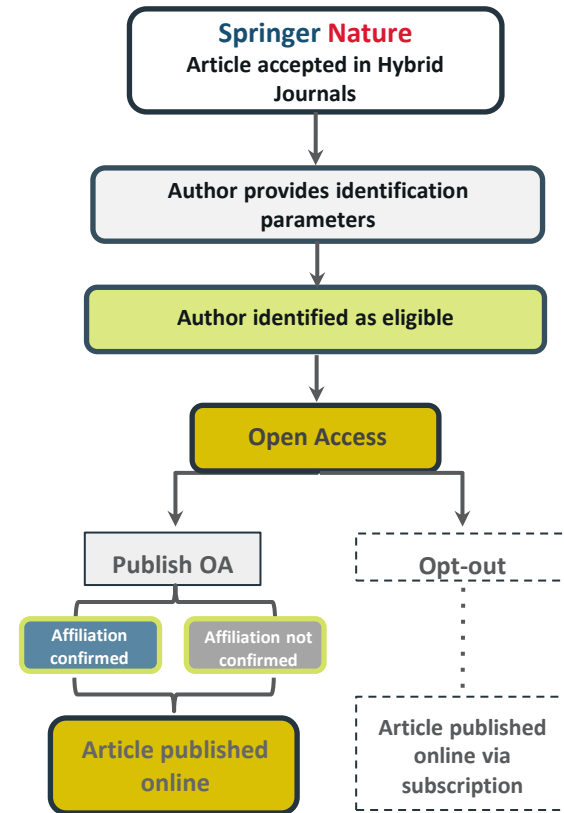 Springer Nature
Article accepted in Hybrid
Journals
Author provides identification
parameters
Author identified as eligible
Open Access
Publish OA
Opt-out
Affiliation
confirmed
Affiliation not
confirmed
Article published
online
Article published
online via
subscription